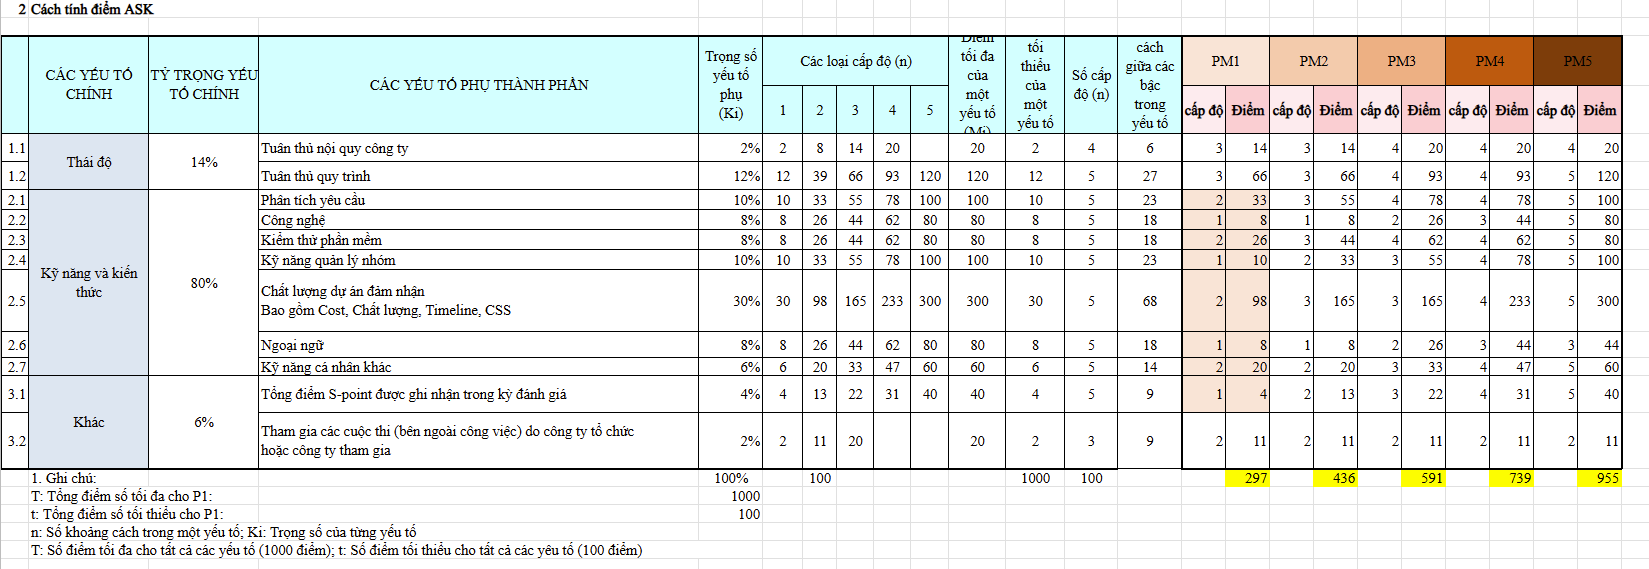 2 Cách tính điểm ASK
CÁC YẾU TỐ CHÍNH
TỶ TRỌNG YẾU TỐ CHÍNH
CÁC YẾU TỐ PHỤ THÀNH PHẦN
Trọng số yếu tố phụ (Ki)
Các loại cấp độ (n)
Điểm tối đa của một yếu tố (Mi)
tối thiểu của một yếu tố
Số cấp độ (n)
cách giữa các bậc trong yếu tố
PM1 PM2 PM3 PM4 PM5
1 2 3 4 5
cấp độ Điểm cấp độ Điểm cấp độ Điểm cấp độ Điểm cấp độ Điểm
1.1 Thái độ 14% Tuân thủ nội quy công ty 2% 2 8 14 20 20 2 4 6 3 14 3 14 4 20 4 20 4 20
1.2 Tuân thủ quy trình 12% 12 39 66 93 120 120 12 5 27 3 66 3 66 4 93 4 93 5 120
2.1 Kỹ năng và kiến thức 80% Phân tích yêu cầu 10% 10 33 55 78 100 100 10 5 23 2 33 3 55 4 78 4 78 5 100
2.2 Công nghệ 8% 8 26 44 62 80 80 8 5 18 1 8 1 8 2 26 3 44 5 80
2.3 Kiểm thử phần mềm 8% 8 26 44 62 80 80 8 5 18 2 26 3 44 4 62 4 62 5 80
2.4 Kỹ năng quản lý nhóm 10% 10 33 55 78 100 100 10 5 23 1 10 2 33 3 55 4 78 5 100
2.5 Chất lượng dự án đảm nhận
Bao gồm Cost, Chất lượng, Timeline, CSS 30% 30 98 165 233 300 300 30 5 68 2 98 3 165 3 165 4 233 5 300
2.6 Ngoại ngữ 8% 8 26 44 62 80 80 8 5 18 1 8 1 8 2 26 3 44 3 44
2.7 Kỹ năng cá nhân khác 6% 6 20 33 47 60 60 6 5 14 2 20 2 20 3 33 4 47 5 60
3.1 Khác 6% Tổng điểm S-point được ghi nhận trong kỳ đánh giá 4% 4 13 22 31 40 40 4 5 9 1 4 2 13 3 22 4 31 5 40
3.2 Tham gia các cuộc thi (bên ngoài công việc) do công ty tổ chức
hoặc công ty tham gia 2% 2 11 20 20 2 3 9 2 11 2 11 2 11 2 11 2 11
1. Ghi chú: 100% 100 1000 100 297 436 591 739 955
T: Tổng điểm số tối đa cho P1: 1000
t: Tổng điểm số tối thiểu cho P1: 100
n: Số khoảng cách trong một yếu tố; Ki: Trọng số của từng yếu tố
T: Số điểm tối đa cho tất cả các yếu tố (1000 điểm); t: Số điểm tối thiểu cho tất cả các yêu tố (100 điểm)